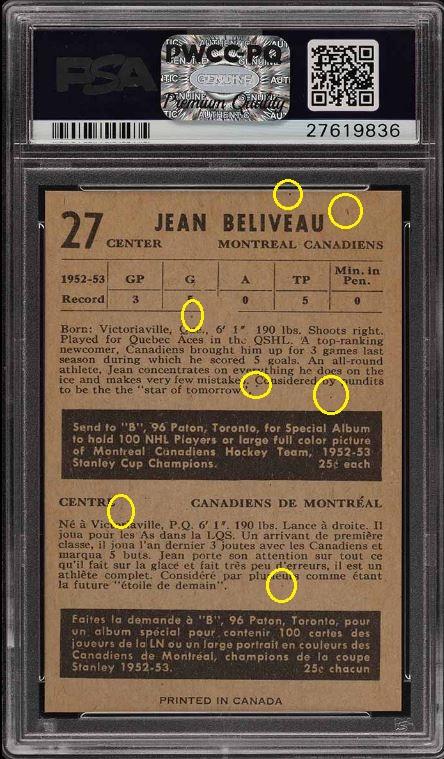 PSA
PWCC-PQ
GENUINE
Premium Quality
27619836
27 JEAN BELIVEAU
CENTER MONTREAL CANADIENS
1952-53 GP G A TP Min. in Pen.
Record 3 5 0 5 0
Born: Victoriaville, Que., 6' 1" 190 lbs. Shoots right.
Played for Quebec Aces in the QSHL. A top-ranking
newcomer, Canadiens brought him up for 3 games last
season during which he scored 5 goals. An all-round
athlete, Jean concentrates on everything he does on the
ice and makes very few mistakes. Considered by pundits
to be the the "star of tomorrow".
Send to "B", 96 Paton, Toronto, for Special Album
to hold 100 NHL Players or large full color picture
of Montreal Canadiens Hockey Team, 1952-53
Stanley Cup Champions. 25¢ each
CENTRE CANADIENS DE MONTRÉAL
Né à Victoriaville, P.Q. 6' 1". 190 lbs. Lance à droite. Il
joua pour les As dans la LQS. Un arrivant de première
classe, il joua l'an dernier 3 joutes avec les Canadiens et
marqua 5 buts. Jean porte son attention sur tout ce
qu'il fait sur la glace et fait très peu d'erreurs, il est un
athlète complet. Considéré par plusieurs comme étant
la future "étoile de demain".
Faites la demande à "B", 96 Paton, Toronto, pour
un album spécial pour contenir 100 cartes des
joueurs de la LN ou un large portrait en couleurs des
Canadiens de Montréal, champions de la coupe
Stanley 1952-53. 25¢ chacun
PRINTED IN CANADA